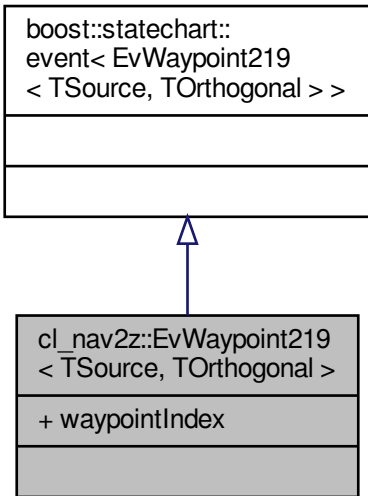 boost::statechart::
event< EvWaypoint219
< TSource, TOrthogonal > >
cl_nav2z::EvWaypoint219
< TSource, TOrthogonal >
+ waypointIndex